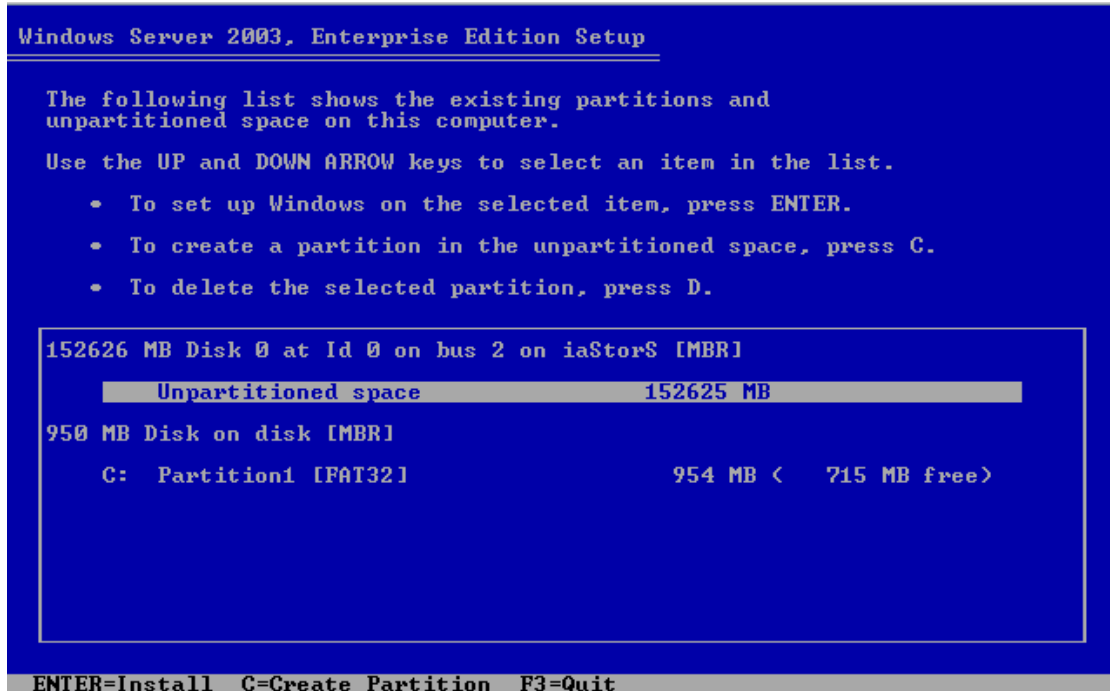 Windows Server 2003, Enterprise Edition Setup
The following list shows the existing partitions and
unpartitioned space on this computer.
Use the UP and DOWN ARROW keys to select an item in the list.
• To set up Windows on the selected item, press ENTER.
• To create a partition in the unpartitioned space, press C.
• To delete the selected partition, press D.
152626 MB Disk 0 at Id 0 on bus 2 on iaStorS [MBR]
Unpartitioned space 152625 MB
950 MB Disk on disk [MBR]
C: Partition1 [FAT32] 954 MB ( 715 MB free)
ENTER=Install C=Create Partition F3=Quit